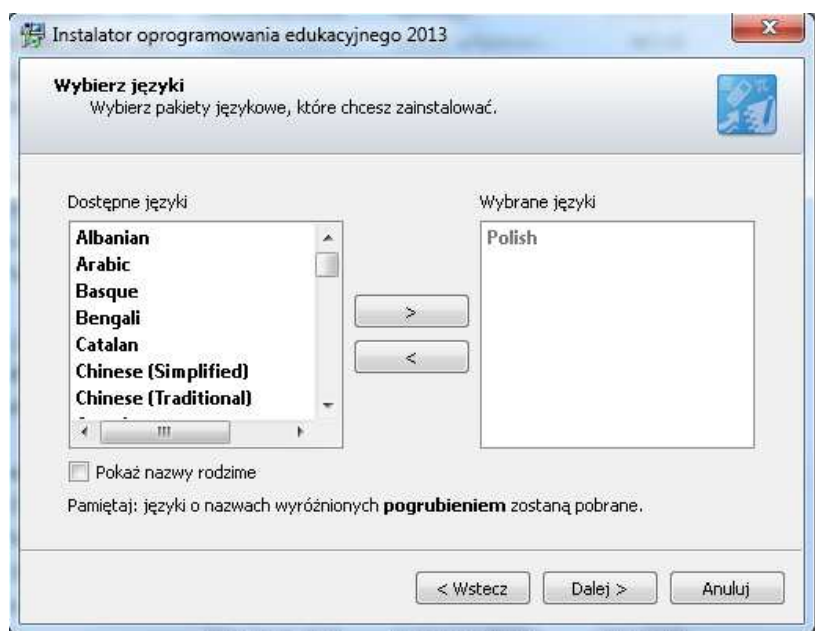 Instalator oprogramowania edukacyjnego 2013
Wybierz języki
Wybierz pakiety językowe, które chcesz zainstalować.
Dostępne języki
Wybrane języki
Albanian
Arabic
Basque
Bengali
Catalan
Chinese (Simplified)
Chinese (Traditional)
Polish
>
<
Pokaż nazwy rodzime
Pamiętaj: języki o nazwach wyróżnionych pogrubieniem zostaną pobrane.
< Wstecz
Dalej >
Anuluj